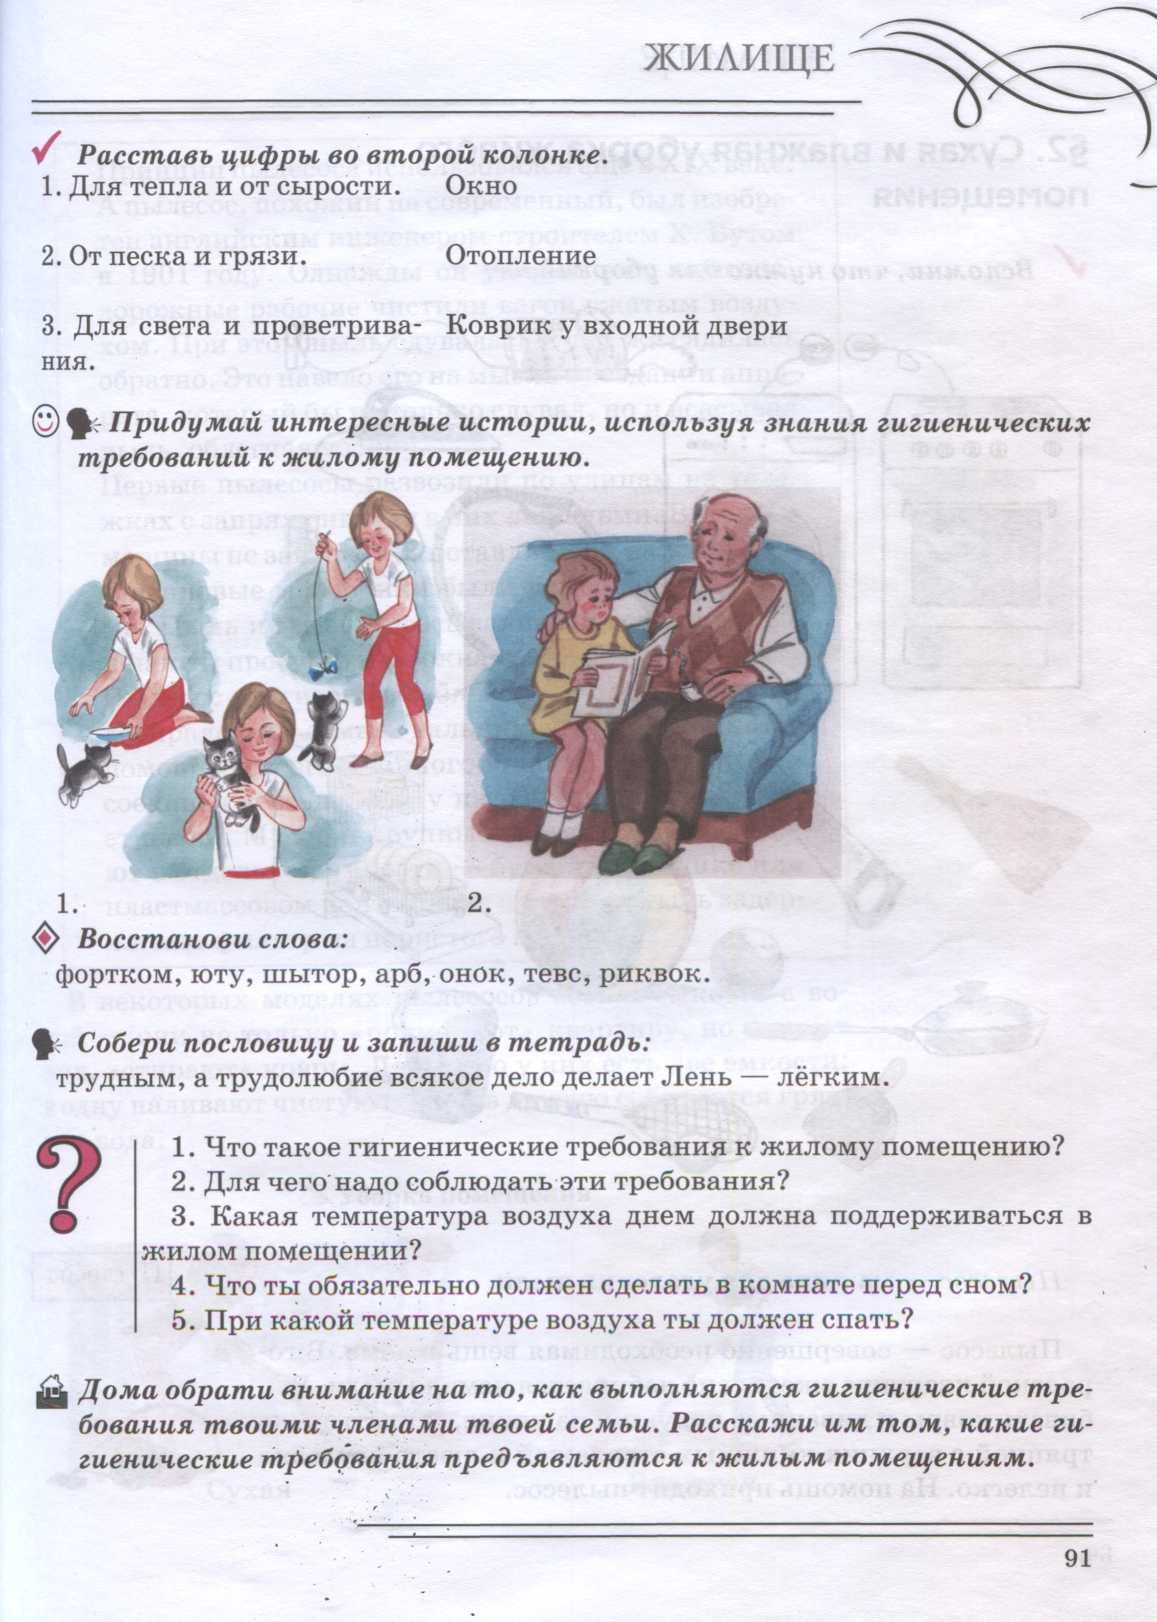 ЖИЛИЩЕ
Расставь цифры во второй колонке.
1. Для тепла и от сырости. Окно
2. От песка и грязи. Отопление
3. Для света и проветрива- Коврик у входной двери
ния.
Придумай интересные истории, используя знания гигиенических
требований к жилому помещению.
1. 2.
Восстанови слова:
фортком, юту, шытор, арб, онок, тевс, риквок.
Собери пословицу и запиши в тетрадь:
трудным, а трудолюбие всякое дело делает Лень — лёгким.
1. Что такое гигиенические требования к жилому помещению?
2. Для чего надо соблюдать эти требования?
3. Какая температура воздуха днем должна поддерживаться в
жилом помещении?
4. Что ты обязательно должен сделать в комнате перед сном?
5. При какой температуре воздуха ты должен спать?
Дома обрати внимание на то, как выполняются гигиенические тре-
бования твоими членами твоей семьи. Расскажи им том, какие ги-
гиенические требования предъявляются к жилым помещениям.
91